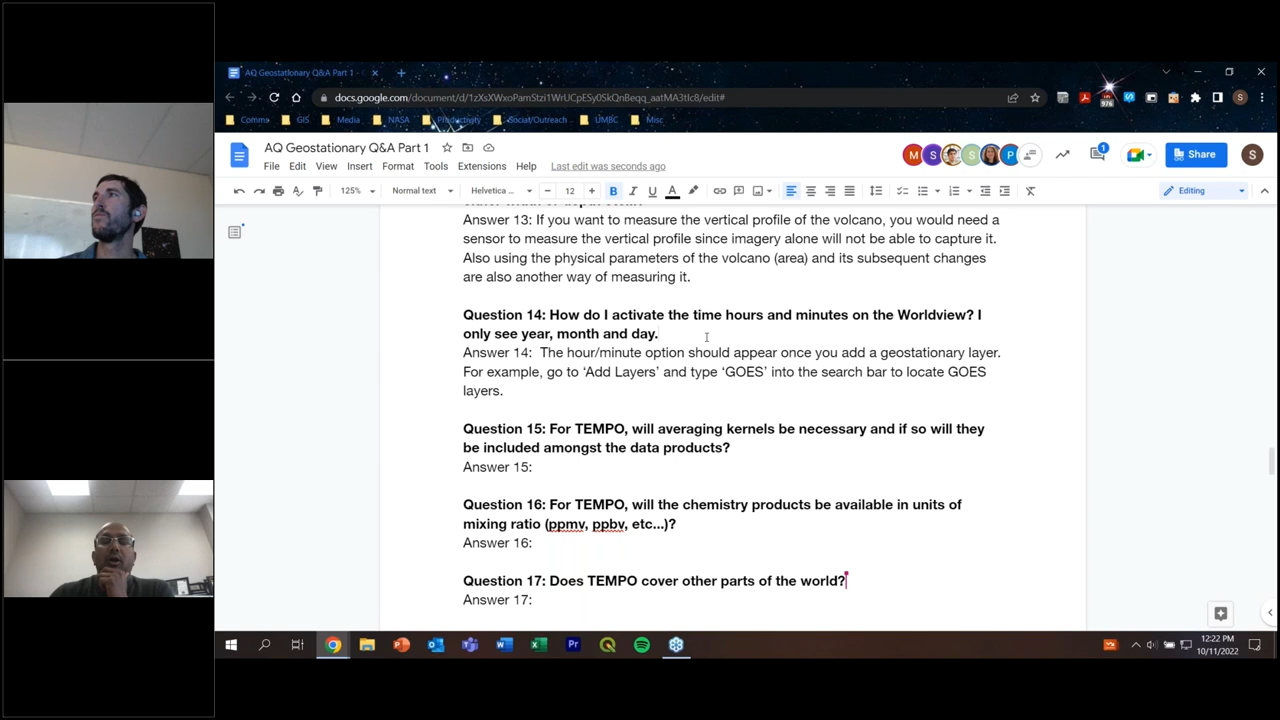 AQ Geostationary Q&A Part 1
docs.google.com/document/d/1zXsXWxoPamStzi1WrUCpESy0SkQnBeqq_aatMA3tIc8/edit#
976
S
Comms GIS Media NASA Productivity Social/Outreach UMBC Misc
AQ Geostationary Q&A Part 1
M S S P 1 Share S
File Edit View Insert Format Tools Extensions Help Last edit was seconds ago
125% Normal text Helvetica ... 12 B I U A Editing
Answer 13: If you want to measure the vertical profile of the volcano, you would need a
sensor to measure the vertical profile since imagery alone will not be able to capture it.
Also using the physical parameters of the volcano (area) and its subsequent changes
are also another way of measuring it.
Question 14: How do I activate the time hours and minutes on the Worldview? I
only see year, month and day.
Answer 14: The hour/minute option should appear once you add a geostationary layer.
For example, go to ‘Add Layers’ and type ‘GOES’ into the search bar to locate GOES
layers.
Question 15: For TEMPO, will averaging kernels be necessary and if so will they
be included amongst the data products?
Answer 15:
Question 16: For TEMPO, will the chemistry products be available in units of
mixing ratio (ppmv, ppbv, etc...)?
Answer 16:
Question 17: Does TEMPO cover other parts of the world?
Answer 17:
12:22 PM
10/11/2022